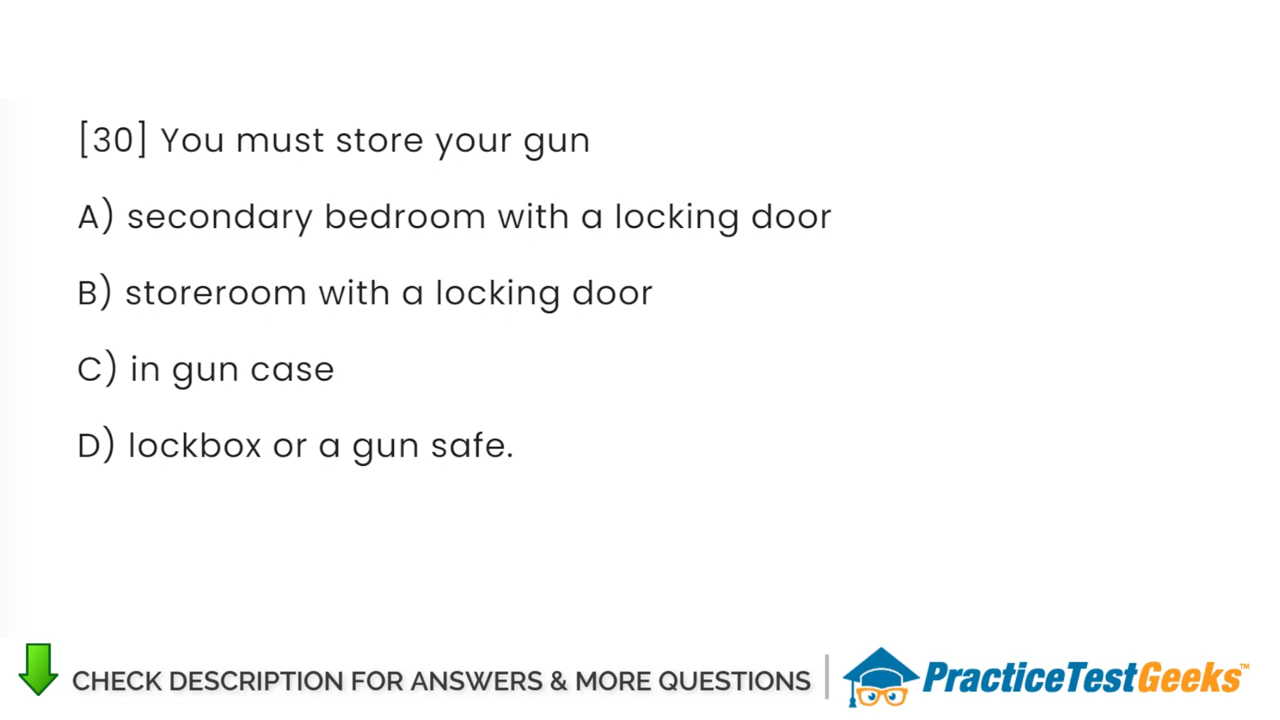 [30] You must store your gun
A) secondary bedroom with a locking door
B) storeroom with a locking door
C) in gun case
D) lockbox or a gun safe.
CHECK DESCRIPTION FOR ANSWERS & MORE QUESTIONS
PracticeTestGeeks™